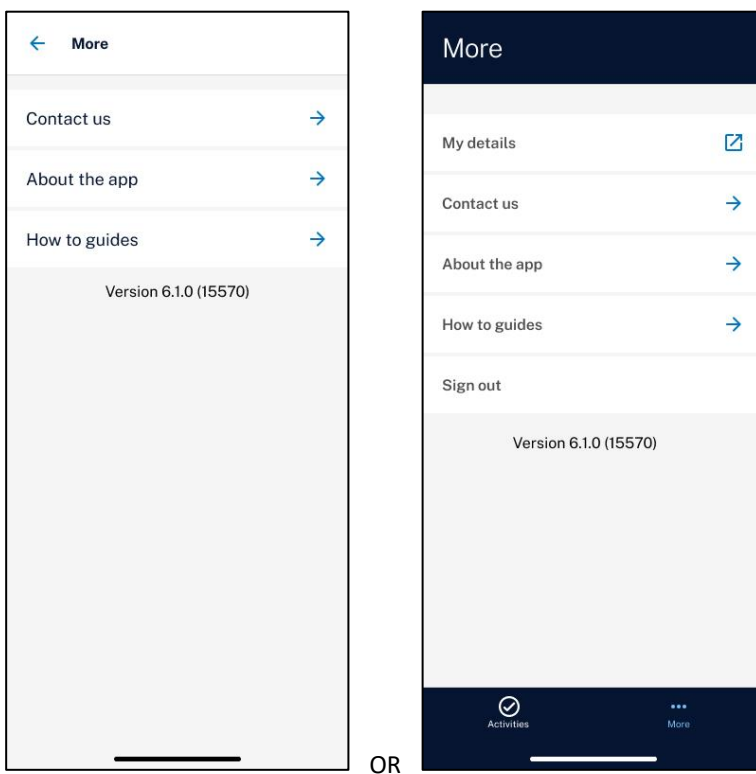 More
Contact us
About the app
How to guides
Version 6.1.0 (15570)
OR
More
My details
Contact us
About the app
How to guides
Sign out
Version 6.1.0 (15570)
Activities
More